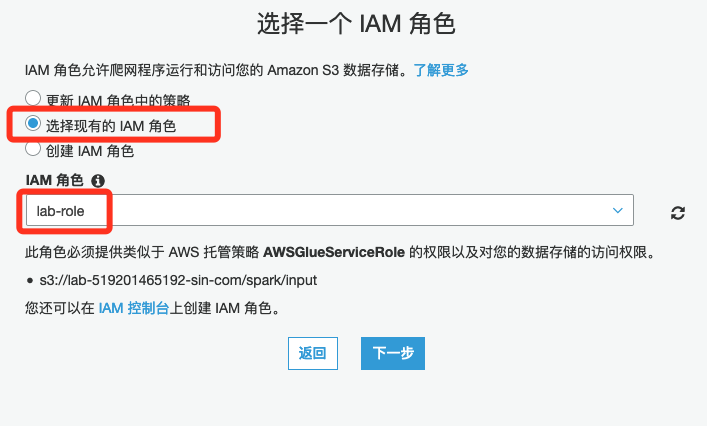 选择一个 IAM 角色
IAM 角色允许爬网程序运行和访问您的 Amazon S3 数据存储。了解更多
更新 IAM 角色中的策略
选择现有的 IAM 角色
创建 IAM 角色
IAM 角色
lab-role
此角色必须提供类似于 AWS 托管策略 AWSGlueServiceRole 的权限以及对您的数据存储的访问权限。
• s3://lab-519201465192-sin-com/spark/input
您还可以在 IAM 控制台上创建 IAM 角色。
返回 下一步